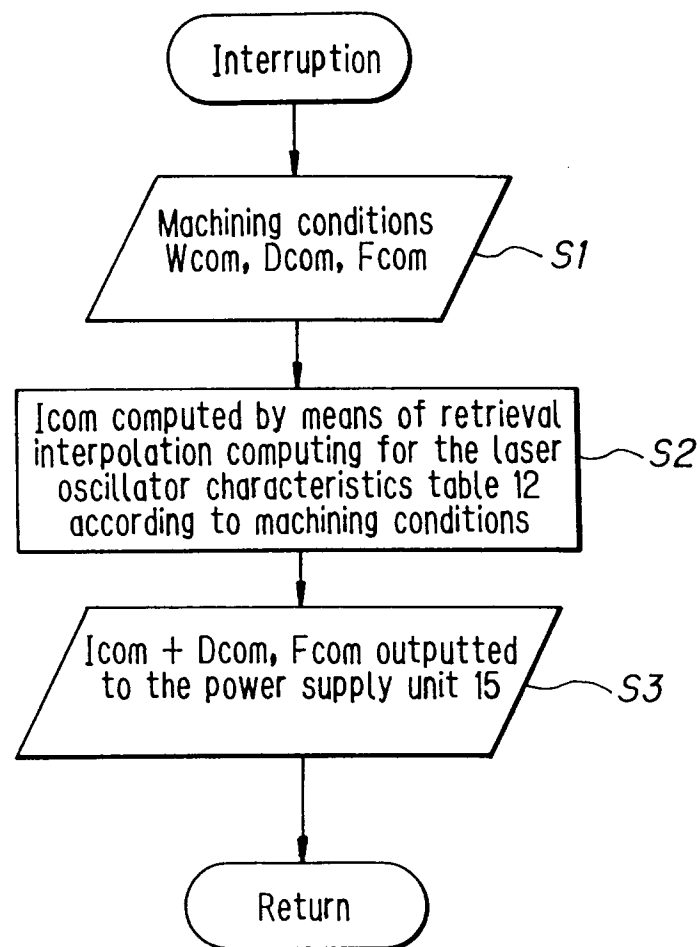 Interruption
Machining conditions
Wcom, Dcom, Fcom
S1
Icom computed by means of retrieval
interpolation computing for the laser
oscillator characteristics table 12
according to machining conditions
S2
Icom + Dcom, Fcom outputted
to the power supply unit 15
S3
Return